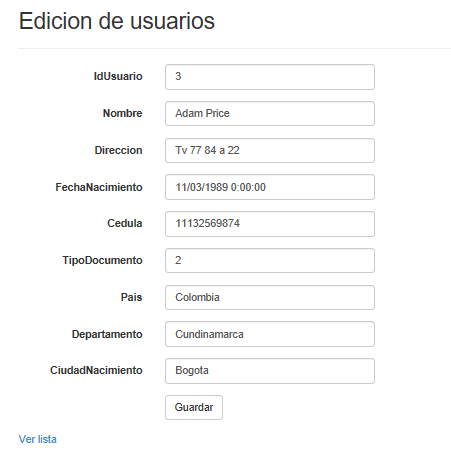 Edicion de usuarios
IdUsuario 3
Nombre Adam Price
Direccion Tv 77 84 a 22
FechaNacimiento 11/03/1989 0:00:00
Cedula 11132569874
TipoDocumento 2
Pais Colombia
Departamento Cundinamarca
CiudadNacimiento Bogota
Guardar
Ver lista